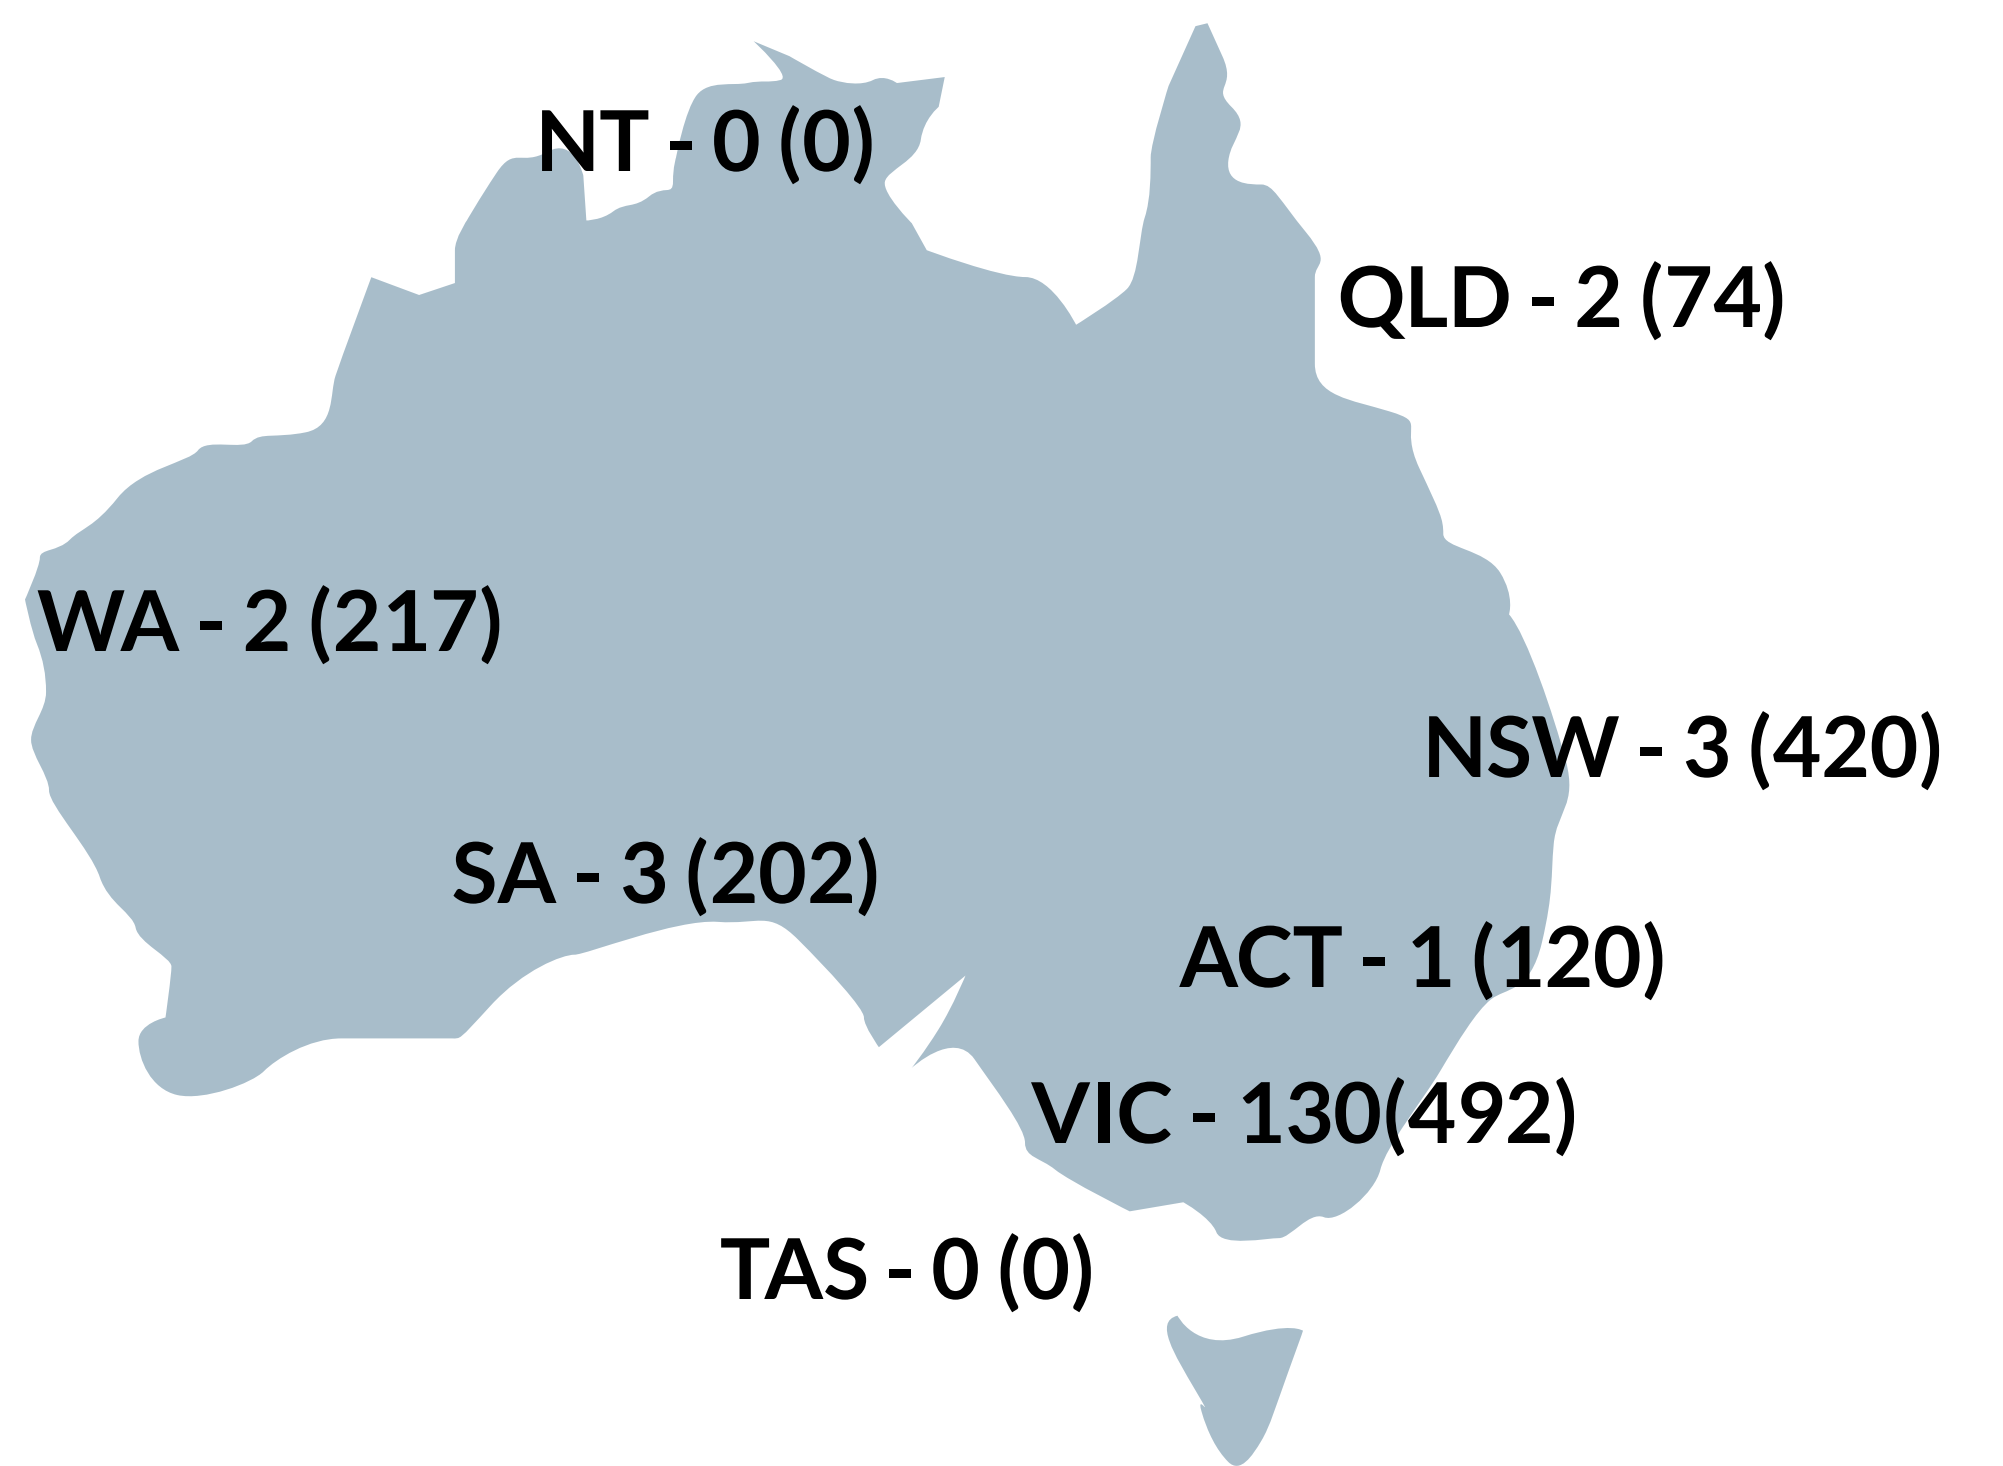 NT - 0 (0)
QLD - 2 (74)
WA - 2 (217)
NSW - 3 (420)
SA - 3 (202)
ACT - 1 (120)
VIC - 130(492)
TAS - 0 (0)